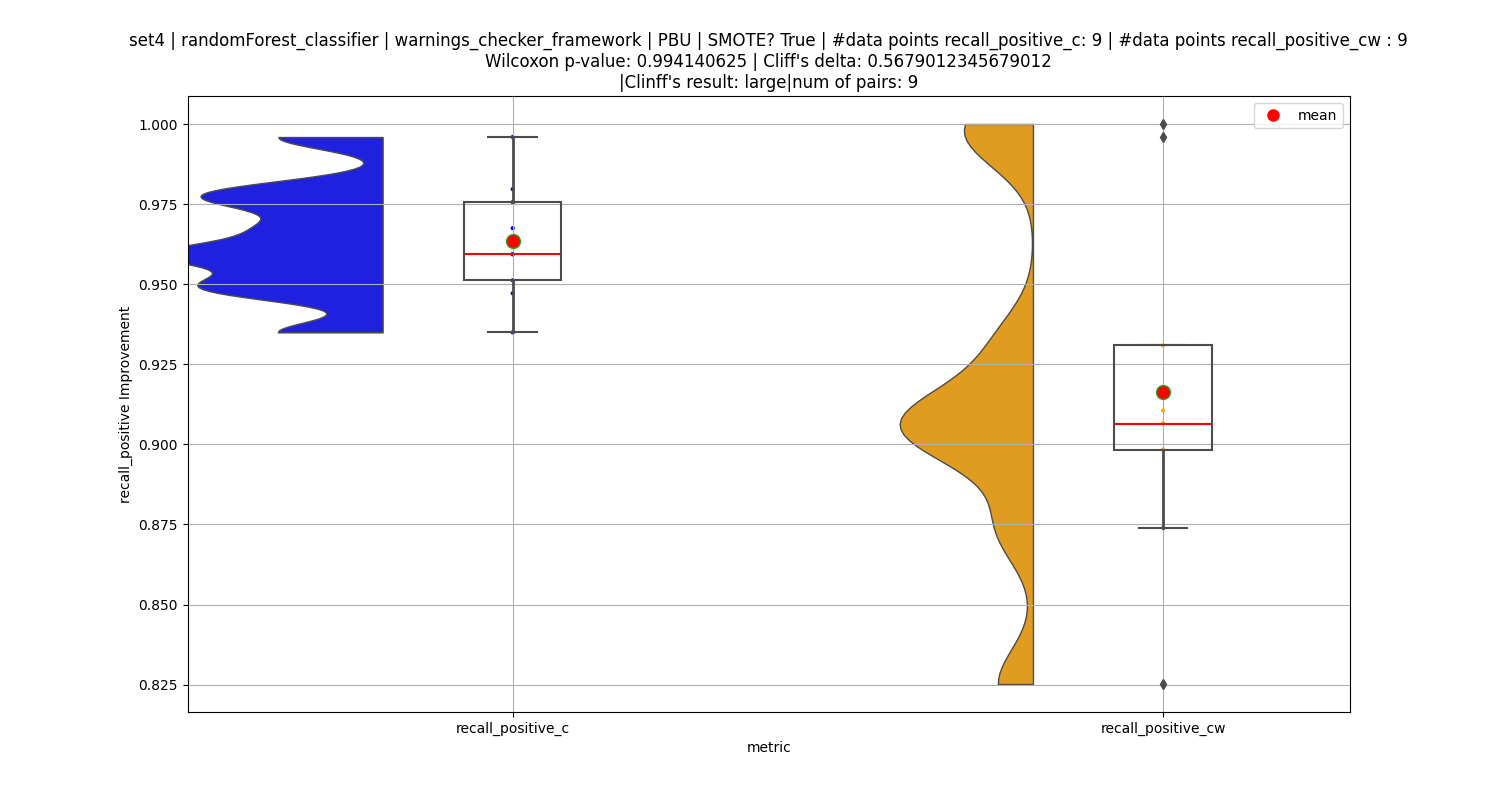 set4 | randomForest_classifier | warnings_checker_framework | PBU | SMOTE? True | #data points recall_positive_c: 9 | #data points recall_positive_cw : 9
Wilcoxon p-value: 0.994140625 | Cliff's delta: 0.5679012345679012
|Clinff's result: large|num of pairs: 9
mean
1.000
0.975
0.950
0.925
0.900
0.875
0.850
0.825
recall_positive Improvement
recall_positive_c
recall_positive_cw
metric